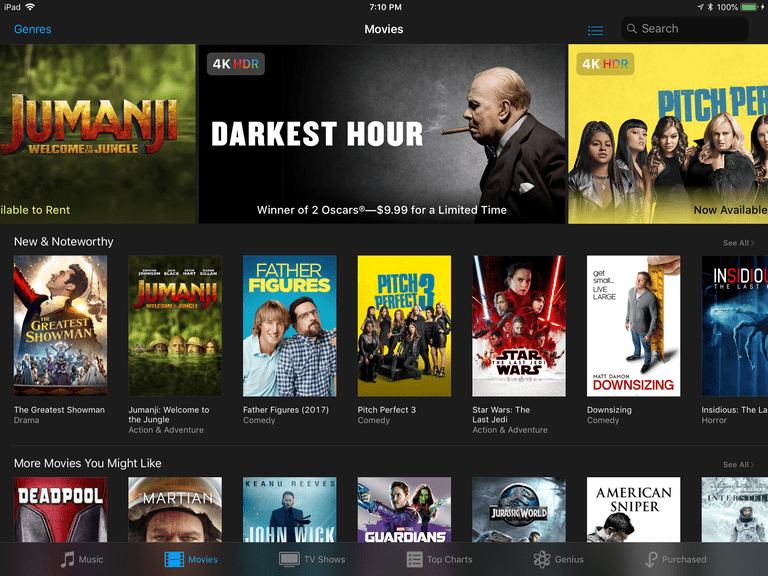 iPad 7:10 PM 100%
Genres Movies Search
4K HDR 4K HDR
JUMANJI
WELCOME TO THE JUNGLE
DARKEST HOUR
PITCH PER
ilable to Rent
Winner of 2 Oscars®—$9.99 for a Limited Time
Now Available
New & Noteworthy See All >
THE
GREATEST
SHOWMAN
JOHNSON BLACK HART GILLAN
JUMANJI
WELCOME TO THE JUNGLE
FATHER
FIGURES
PITCH
PERFECT 3
STAR
THE LAST JEDI
WARS
get
small...
LIVE
LARGE
MATT DAMON
DOWNSIZING
INSIDIOU
THE LAST
The Greatest Showman
Drama
Jumanji: Welcome to
the Jungle
Action & Adventure
Father Figures (2017)
Comedy
Pitch Perfect 3
Comedy
Star Wars: The
Last Jedi
Action & Adventure
Downsizing
Comedy
Insidious: The La
Horror
More Movies You Might Like See All >
DEADPOOL
MARTIAN
KEANU REEVES
JOHN WICK
GUARDIANS
JURASSIC WORLD
AMERICAN
SNIPER
INTERSTEL
Music Movies TV Shows Top Charts Genius Purchased